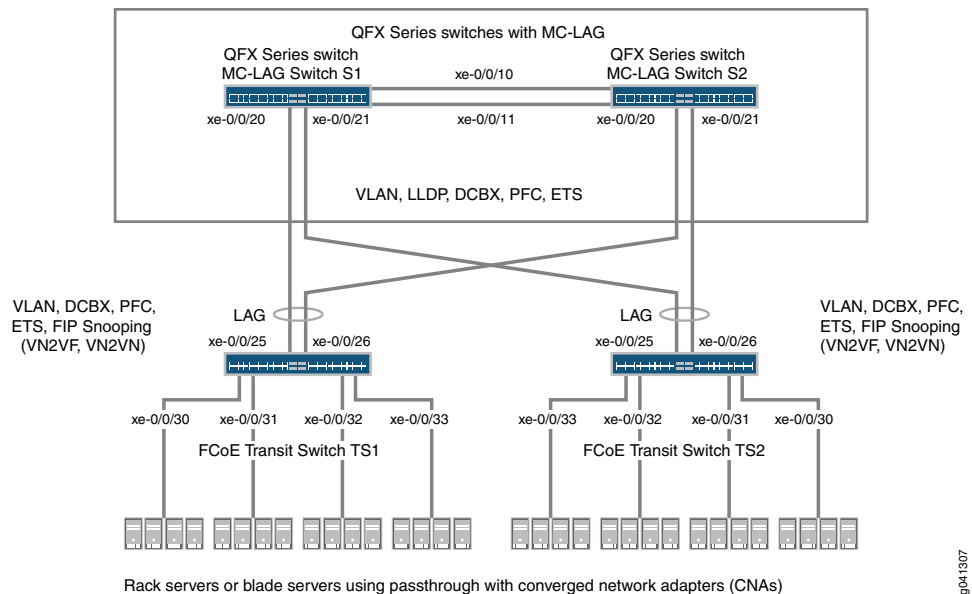 QFX Series switches with MC-LAG
QFX Series switch
MC-LAG Switch S1
xe-0/0/10
QFX Series switch
MC-LAG Switch S2
xe-0/0/20
xe-0/0/21
xe-0/0/11
xe-0/0/20
xe-0/0/21
VLAN, LLDP, DCBX, PFC, ETS
VLAN, DCBX, PFC,
ETS, FIP Snooping
(VN2VF, VN2VN)
LAG
LAG
VLAN, DCBX, PFC,
ETS, FIP Snooping
(VN2VF, VN2VN)
xe-0/0/25
xe-0/0/26
xe-0/0/25
xe-0/0/26
xe-0/0/30
xe-0/0/31
xe-0/0/32
xe-0/0/33
xe-0/0/33
xe-0/0/32
xe-0/0/31
xe-0/0/30
FCoE Transit Switch TS1
FCoE Transit Switch TS2
Rack servers or blade servers using passthrough with converged network adapters (CNAs)
g041307